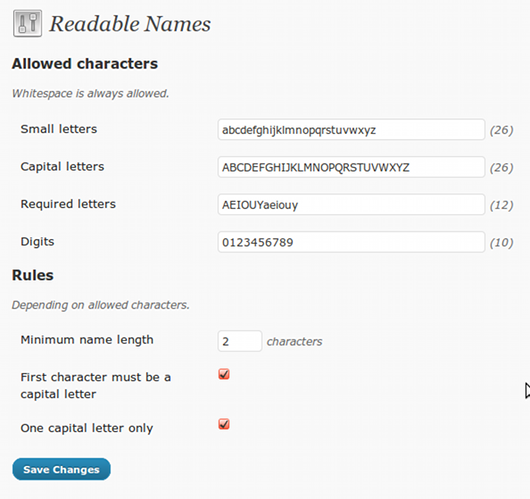 Readable Names
Allowed characters
Whitespace is always allowed.
Small letters abcdefghijklmnopqrstuvwxyz (26)
Capital letters ABCDEFGHIJKLMNOPQRSTUVWXYZ (26)
Required letters AEIOUYaeiouy (12)
Digits 0123456789 (10)
Rules
Depending on allowed characters.
Minimum name length 2 characters
First character must be a
capital letter
One capital letter only
Save Changes